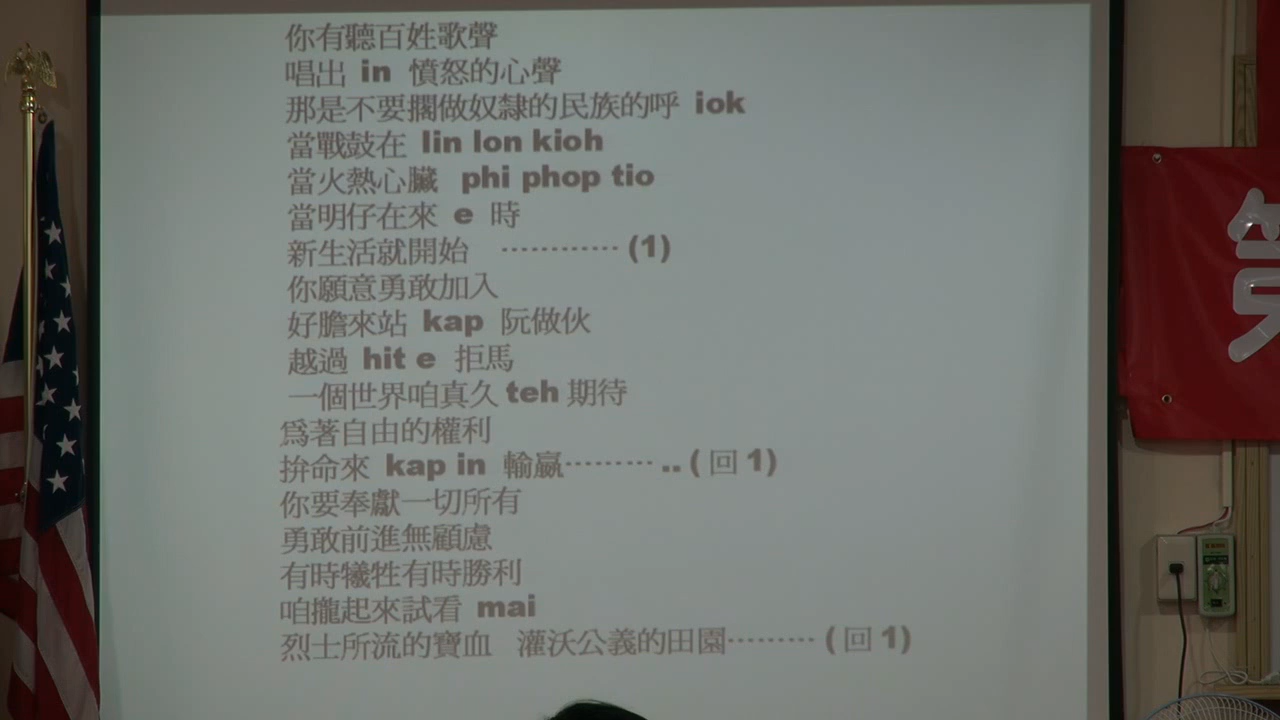 你有聽百姓歌聲
唱出 in 憤怒的心聲
那是不要擱做奴隸的民族的呼 iok
當戰鼓在 lin lon kioh
當火熱心臟 phi phop tio
當明仔在來 e 時
新生活就開始 ………… (1)
你願意勇敢加入
好膽來站 kap 阮做伙
越過 hit e 拒馬
一個世界咱真久 teh 期待
爲著自由的權利
拚命來 kap in 輸贏……….. ( 回 1)
你要奉獻一切所有
勇敢前進無顧慮
有時犧牲有時勝利
咱攏起來試看 mai
烈士所流的寶血 灌沃公義的田園……… ( 回 1)
第